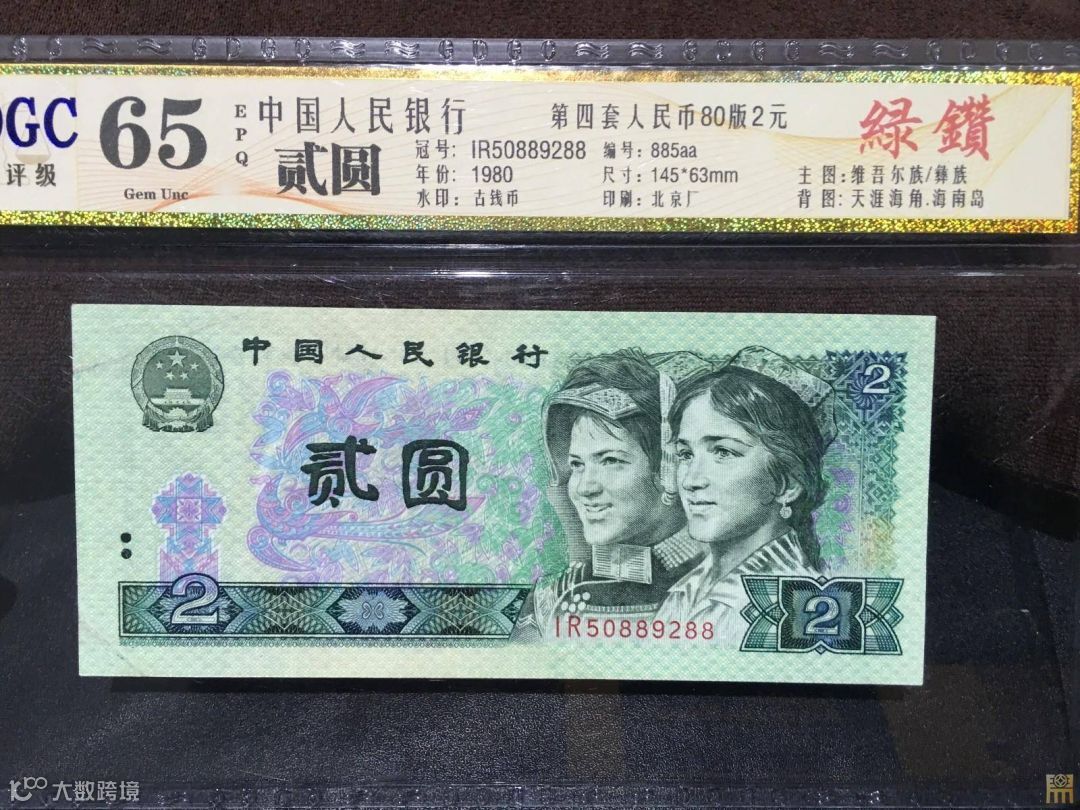 GDGC
DGC
评级
65
Gem Unc
EPQ
中国人民银行
贰圆
第四套人民币80版2元
冠号: IR50889288
编号: 885aa
年份: 1980
尺寸: 145*63mm
水印: 古钱币
印刷: 北京厂
主 图: 维吾尔族/彝族
背 图: 天涯海角.海南岛
緑鑽
中国人民银行
贰圆
2
2
2
IR50889288
大数跨境